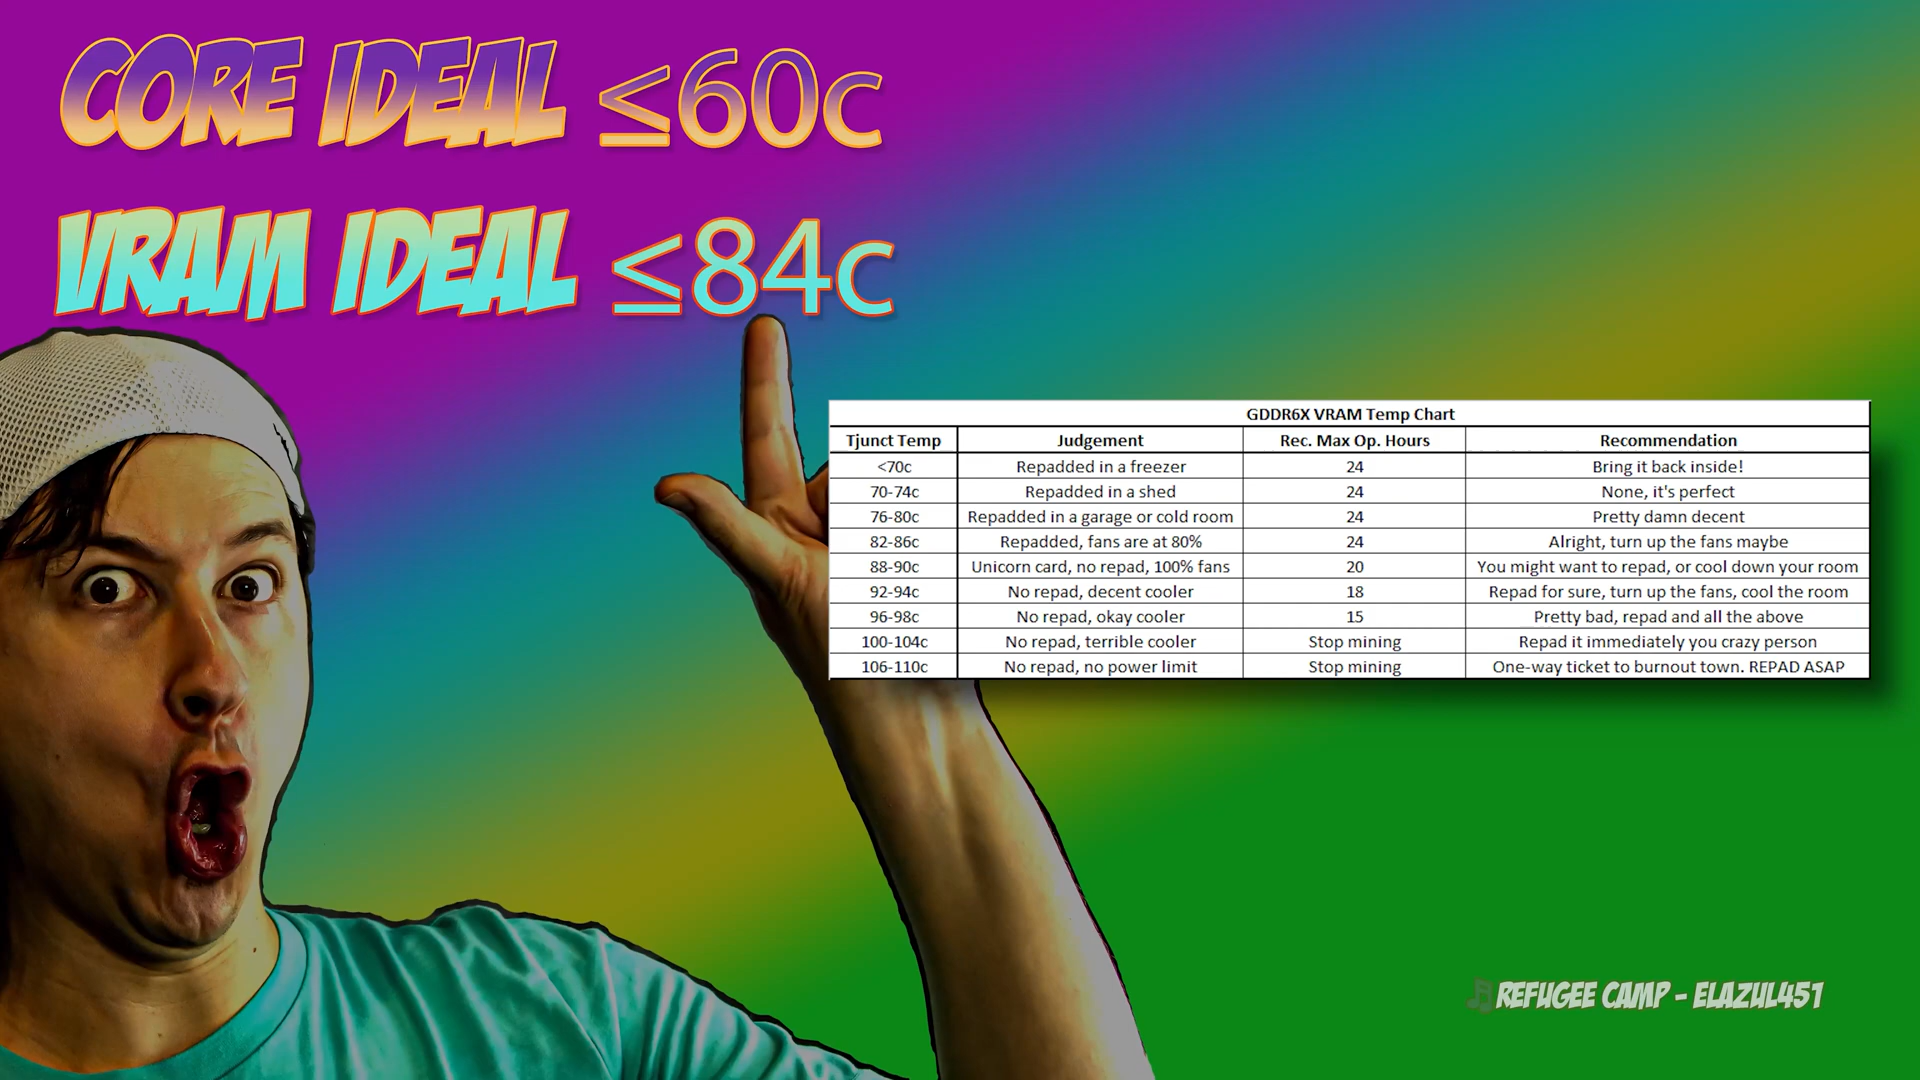 CORE IDEAL ≤60c
VRAM IDEAL ≤84c
GDDR6X VRAM Temp Chart
Tjunct Temp Judgement Rec. Max Op. Hours Recommendation
<70c Repadded in a freezer 24 Bring it back inside!
70-74c Repadded in a shed 24 None, it's perfect
76-80c Repadded in a garage or cold room 24 Pretty damn decent
82-86c Repadded, fans are at 80% 24 Alright, turn up the fans maybe
88-90c Unicorn card, no repad, 100% fans 20 You might want to repad, or cool down your room
92-94c No repad, decent cooler 18 Repad for sure, turn up the fans, cool the room
96-98c No repad, okay cooler 15 Pretty bad, repad and all the above
100-104c No repad, terrible cooler Stop mining Repad it immediately you crazy person
106-110c No repad, no power limit Stop mining One-way ticket to burnout town. REPAD ASAP
REFUGEE CAMP - ELAZUL451